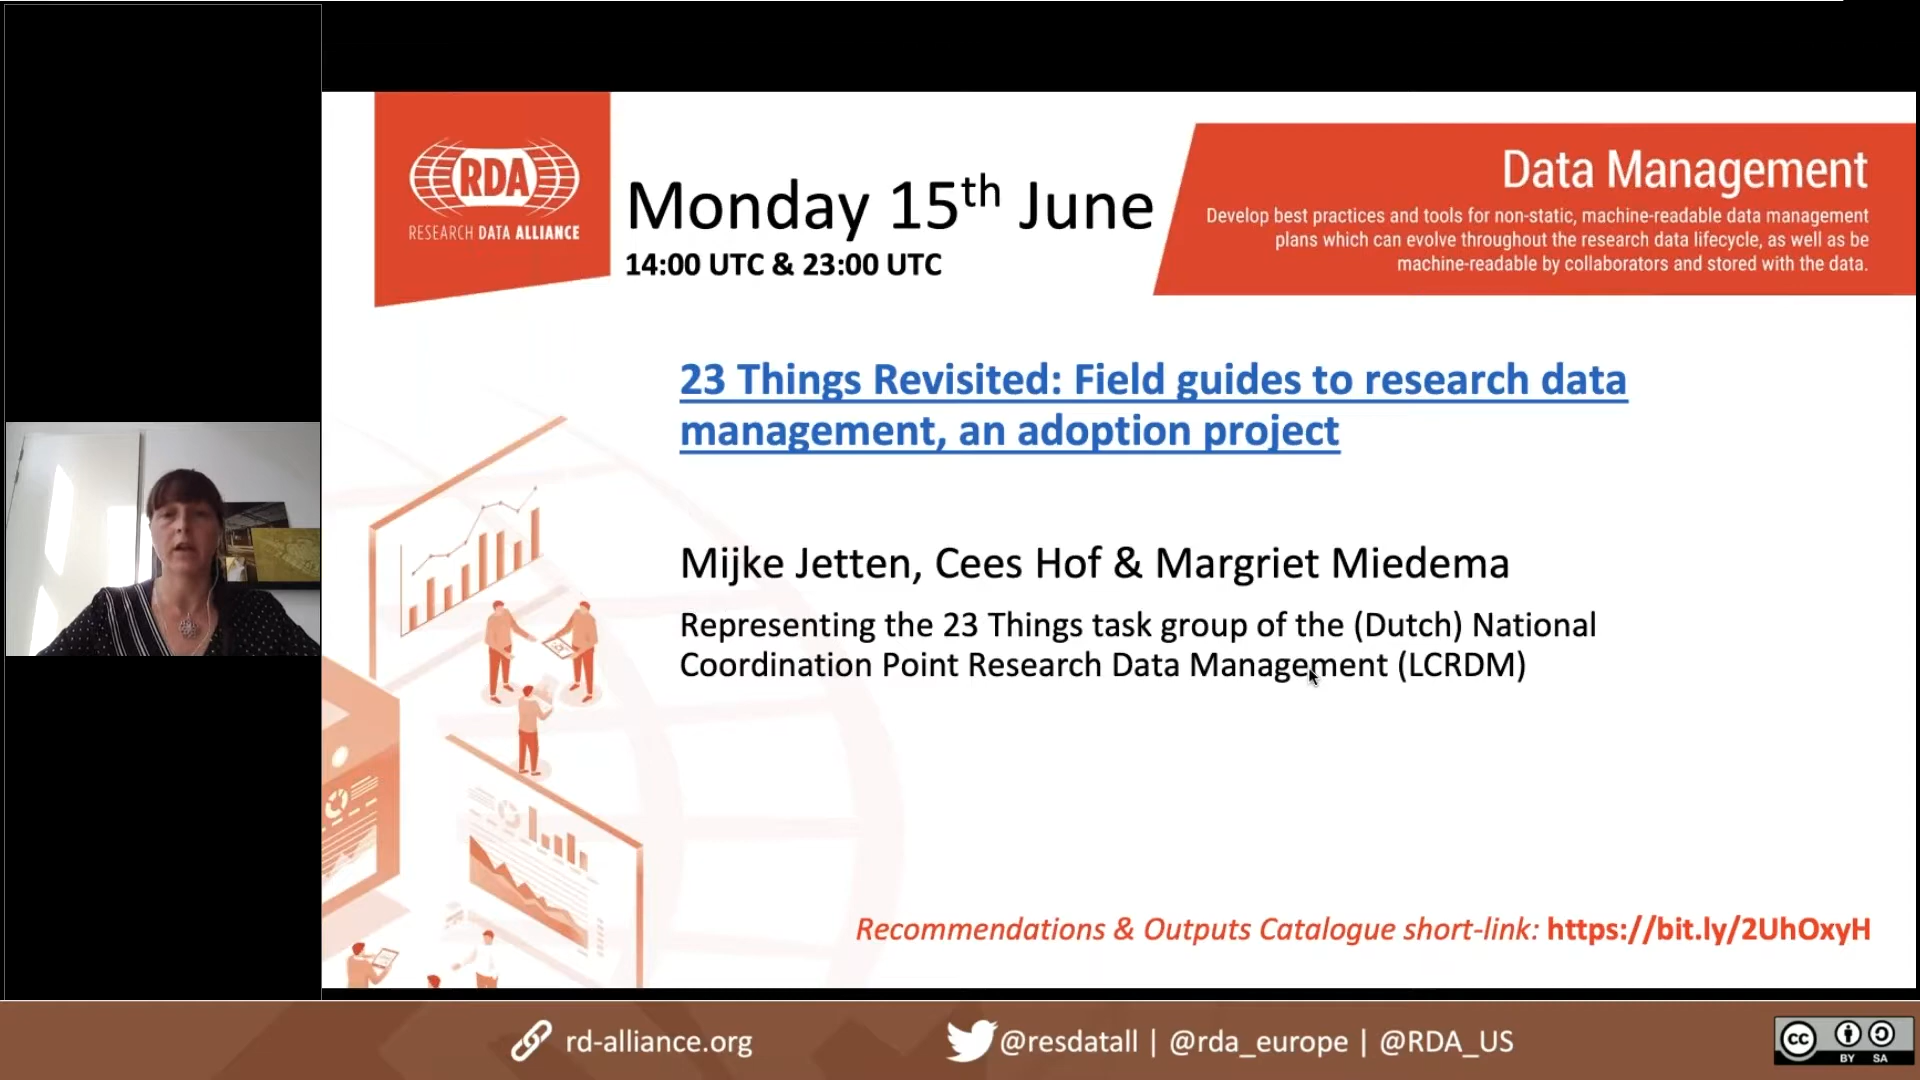 RDA
RESEARCH DATA ALLIANCE
Monday 15th June
14:00 UTC & 23:00 UTC
Data Management
Develop best practices and tools for non-static, machine-readable data management
plans which can evolve throughout the research data lifecycle, as well as be
machine-readable by collaborators and stored with the data.
23 Things Revisited: Field guides to research data
management, an adoption project
Mijke Jetten, Cees Hof & Margriet Miedema
Representing the 23 Things task group of the (Dutch) National
Coordination Point Research Data Management (LCRDM)
Recommendations & Outputs Catalogue short-link: https://bit.ly/2UhOxyH
rd-alliance.org
@resdatall | @rda_europe | @RDA_US
cc
BY SA